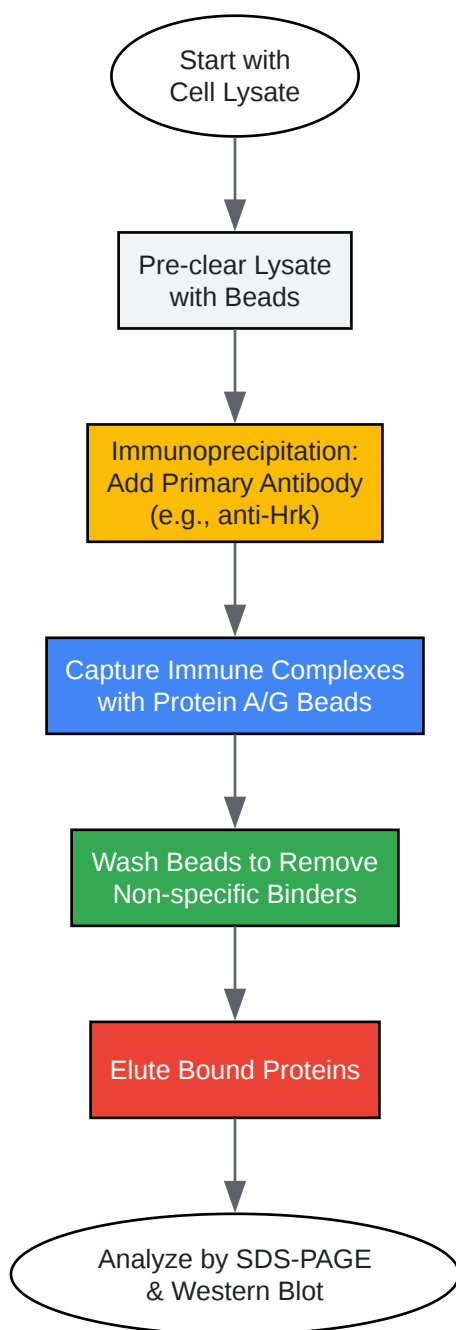 Start with
Cell Lysate
Pre-clear Lysate
with Beads
Immunoprecipitation:
Add Primary Antibody
(e.g., anti-Hrk)
Capture Immune Complexes
with Protein A/G Beads
Wash Beads to Remove
Non-specific Binders
Elute Bound Proteins
Analyze by SDS-PAGE
& Western Blot